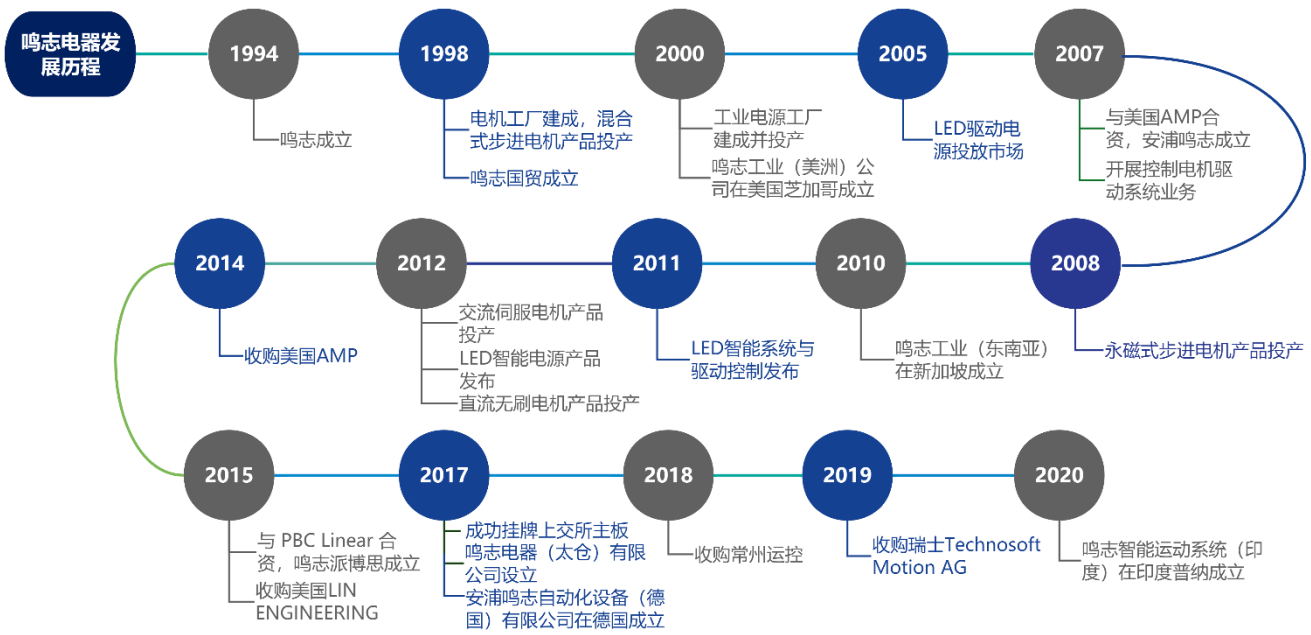 鸣志电器发
展历程
1994
鸣志成立
1998
电机工厂建成，混合
式步进电机产品投产
鸣志国贸成立
2000
工业电源工厂
建成并投产
鸣志工业（美洲）公
司在美国芝加哥成立
2005
LED驱动电
源投放市场
2007
与美国AMP合
资，安浦鸣志成立
开展控制电机驱
动系统业务
2008
永磁式步进电机产品投产
2010
鸣志工业（东南亚）
在新加坡成立
2011
LED智能系统与
驱动控制发布
2012
交流伺服电机产品
投产
LED智能电源产品
发布
直流无刷电机产品投产
2014
收购美国AMP
2015
与 PBC Linear 合
资，鸣志派博思成立
收购美国LIN
ENGINEERING
2017
成功挂牌上交所主板
鸣志电器（太仓）有限
公司设立
安浦鸣志自动化设备（德
国）有限公司在德国成立
2018
收购常州运控
2019
收购瑞士Technosoft
Motion AG
2020
鸣志智能运动系统（印
度）在印度普纳成立